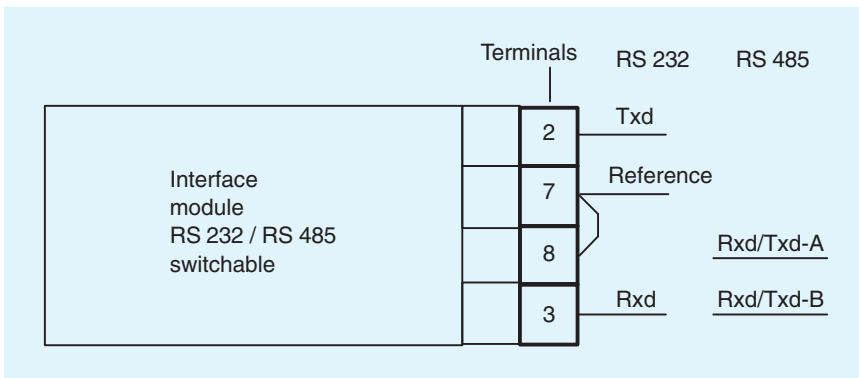 Terminals RS 232 RS 485
2 Txd
7 Reference
8 Rxd/Txd-A
3 Rxd Rxd/Txd-B
Interface
module
RS 232 / RS 485
switchable